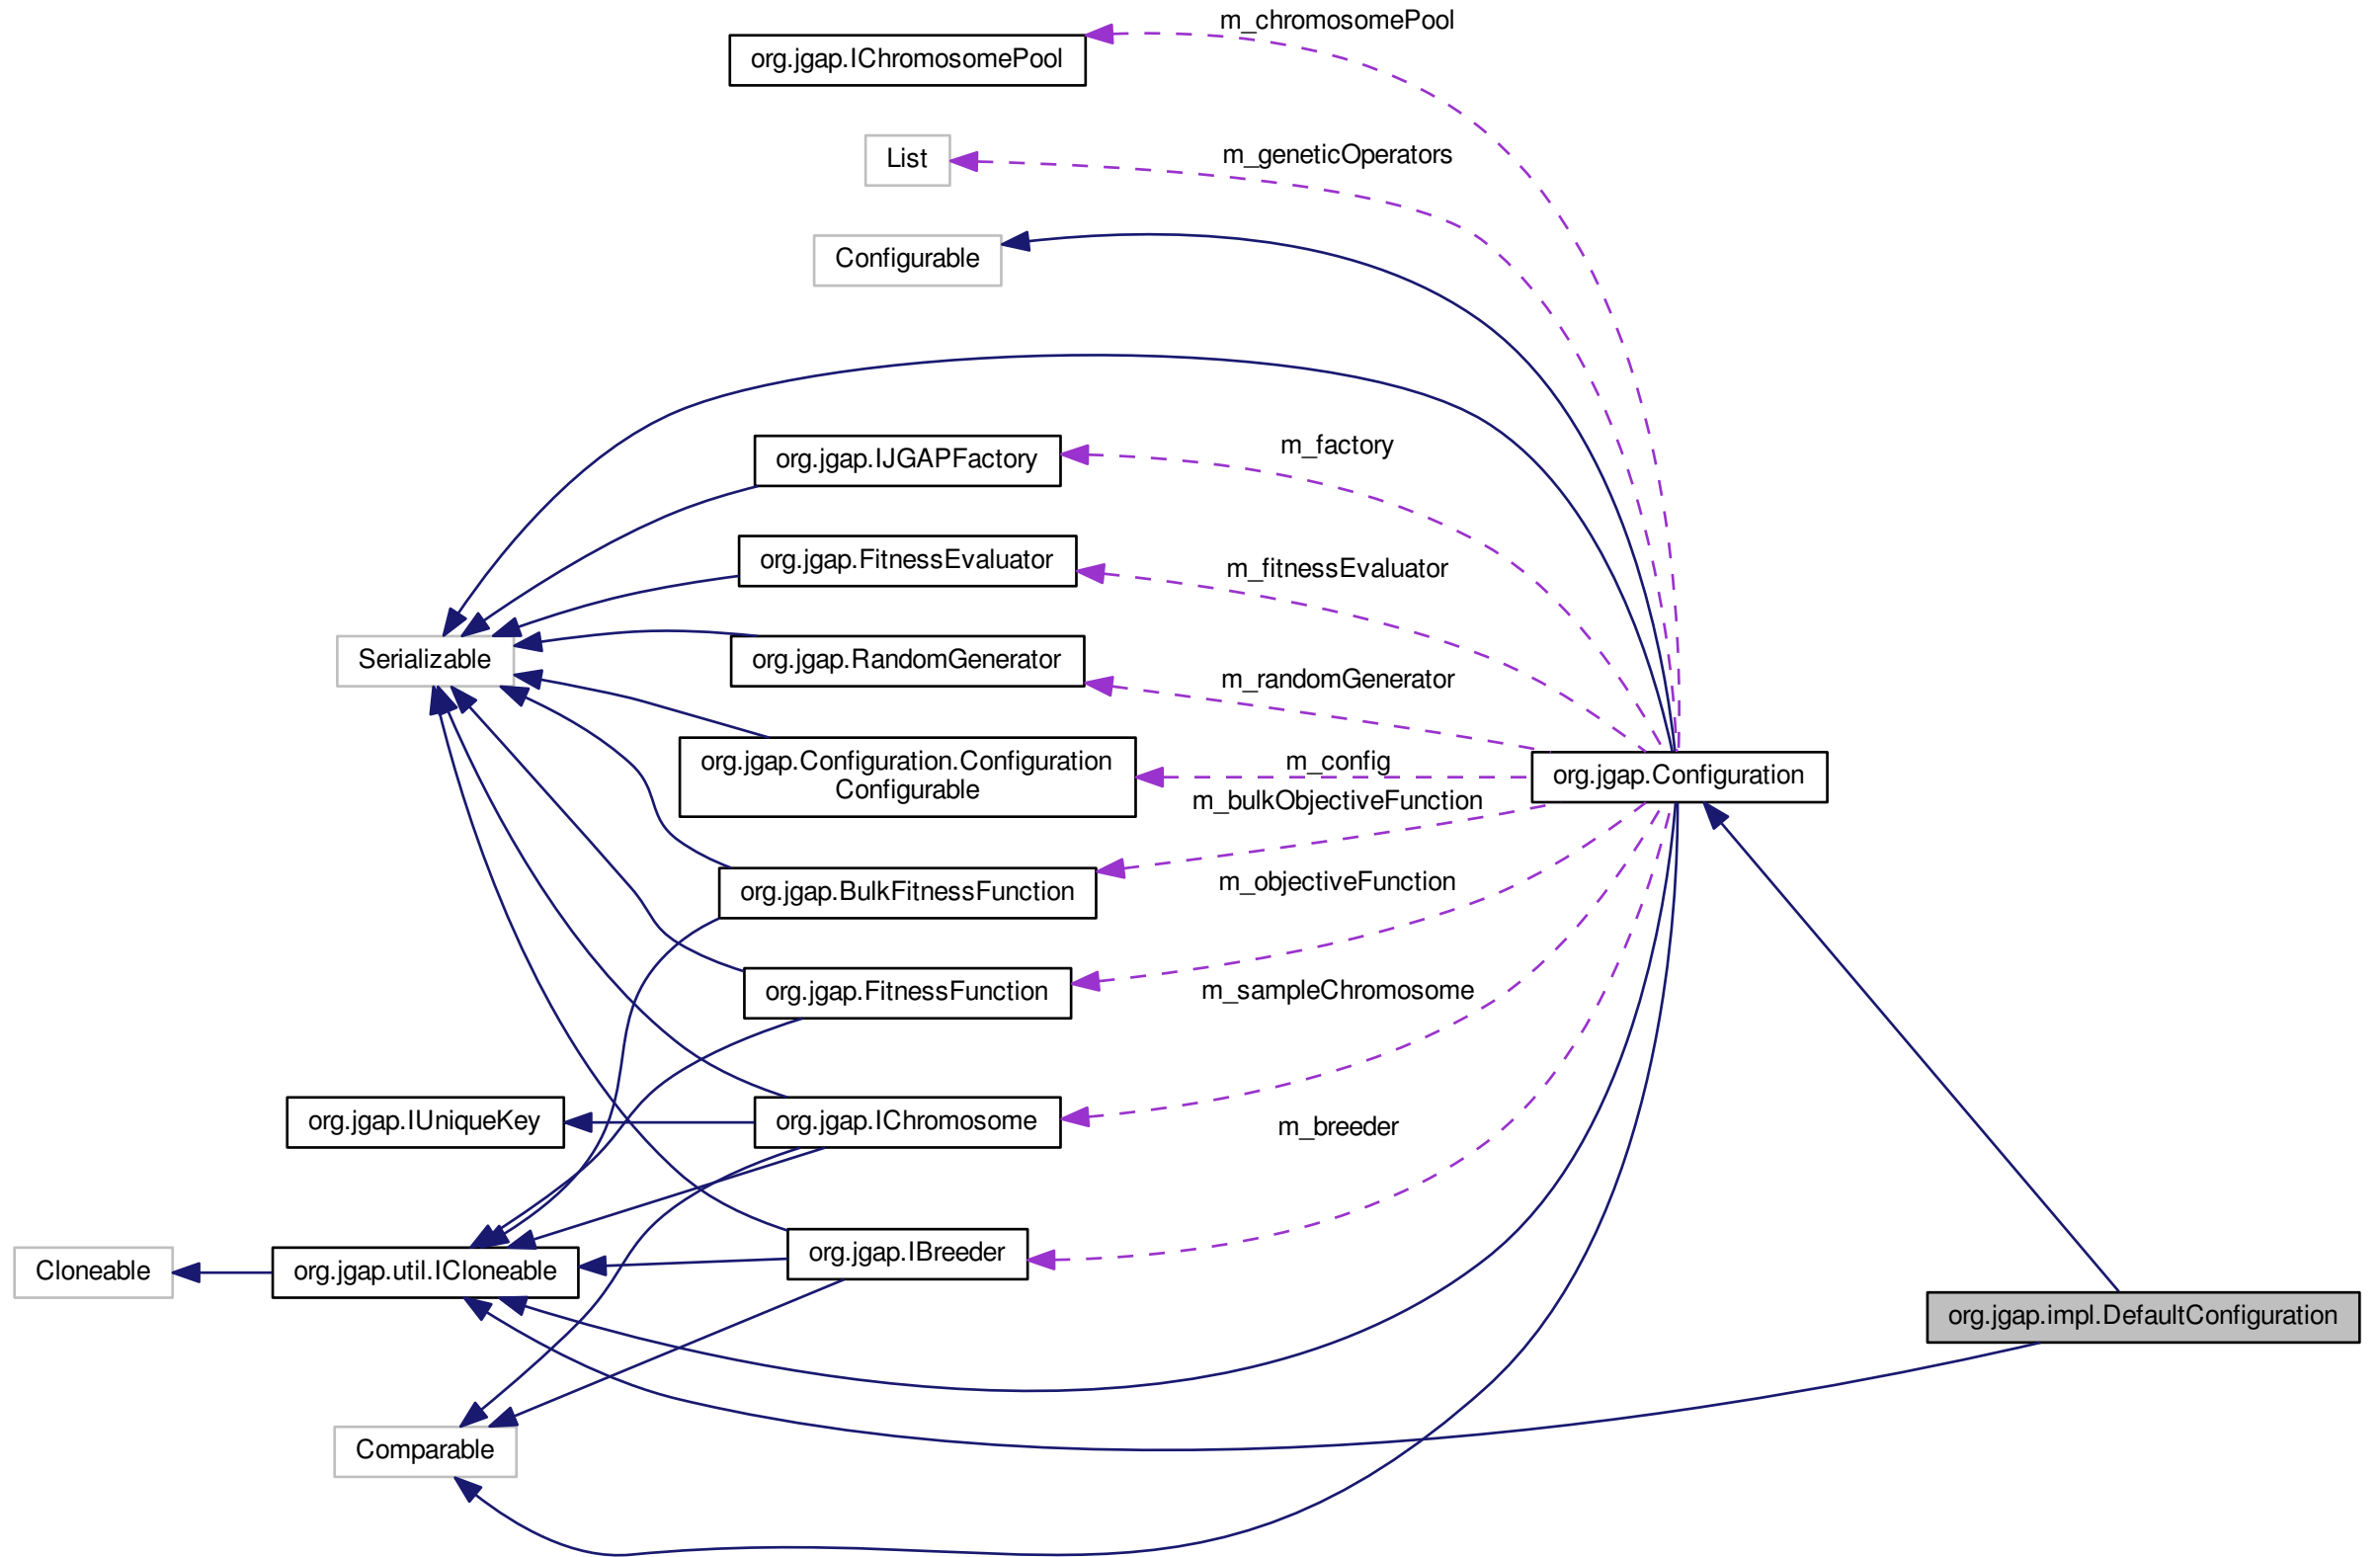 m_chromosomePool
org.jgap.IChromosomePool
m_geneticOperators
List
Configurable
m_factory
org.jgap.IJGAPFactory
org.jgap.FitnessEvaluator
m_fitnessEvaluator
Serializable
org.jgap.RandomGenerator
m_randomGenerator
org.jgap.Configuration.Configuration
Configurable
m_config
org.jgap.Configuration
m_bulkObjectiveFunction
org.jgap.BulkFitnessFunction
m_objectiveFunction
org.jgap.FitnessFunction
m_sampleChromosome
org.jgap.IUniqueKey
org.jgap.IChromosome
m_breeder
org.jgap.IBreeder
Cloneable
org.jgap.util.ICloneable
org.jgap.impl.DefaultConfiguration
Comparable